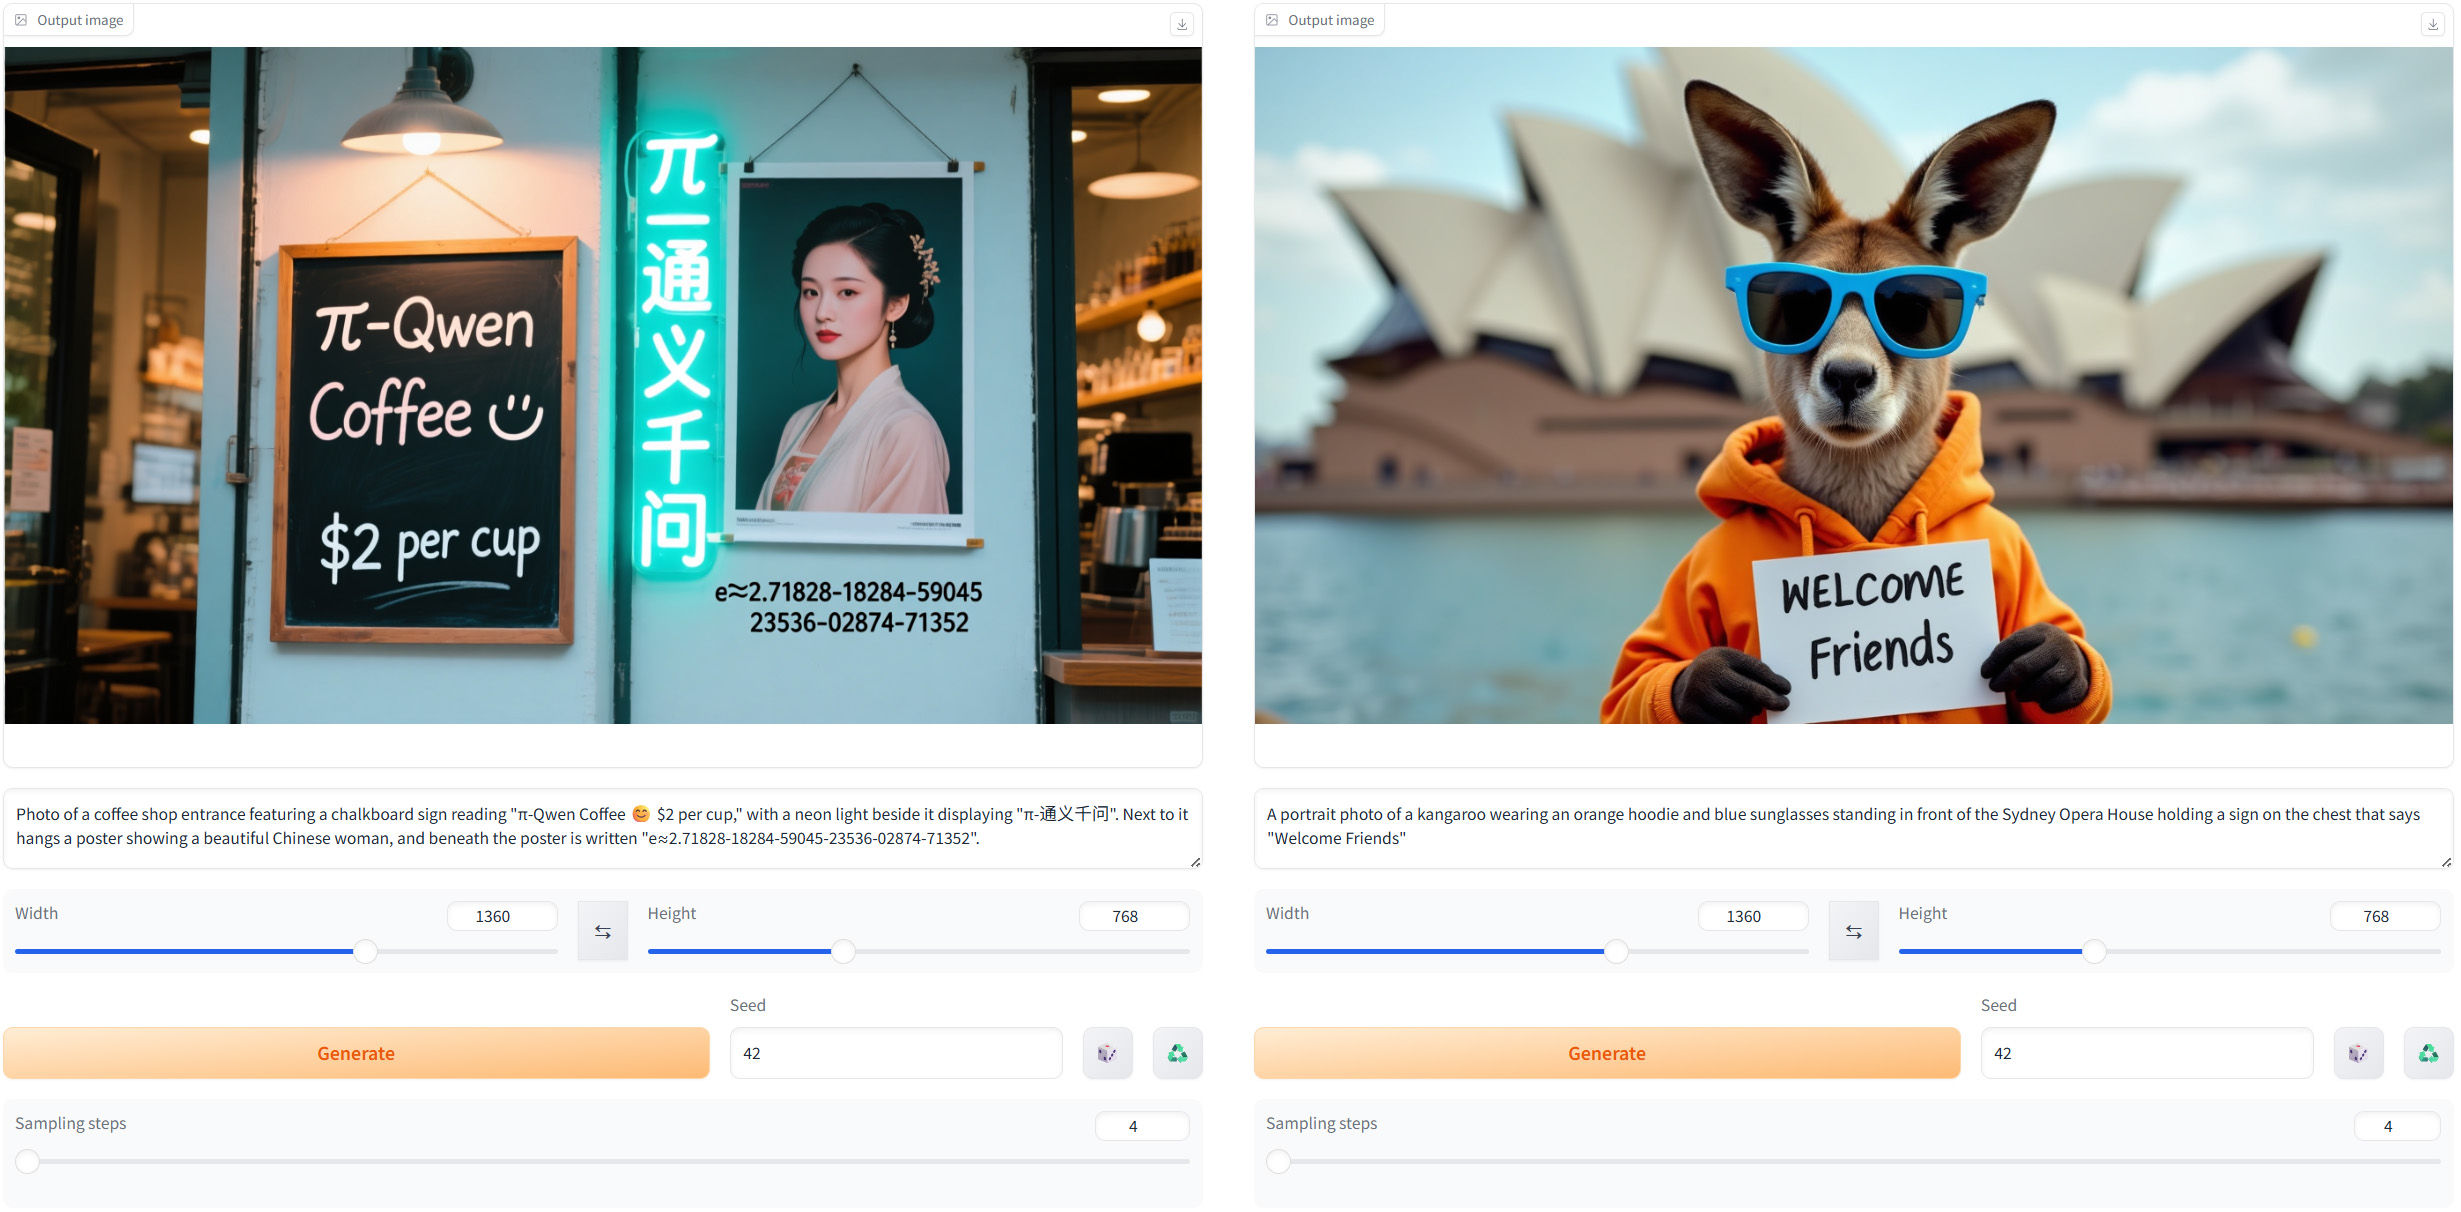 Output image
π-Qwen
Coffee
$2 per cup
π一通义千问
e≈2.71828-18284-59045
23536-02874-71352
Photo of a coffee shop entrance featuring a chalkboard sign reading "π-Qwen Coffee 😊 $2 per cup," with a neon light beside it displaying "π-通义千问". Next to it
hangs a poster showing a beautiful Chinese woman, and beneath the poster is written "e≈2.71828-18284-59045-23536-02874-71352".
Width
1360
Height
768
Seed
Generate
42
Sampling steps
4
Output image
WELCOME
Friends
A portrait photo of a kangaroo wearing an orange hoodie and blue sunglasses standing in front of the Sydney Opera House holding a sign on the chest that says
"Welcome Friends"
Width
1360
Height
768
Seed
Generate
42
Sampling steps
4